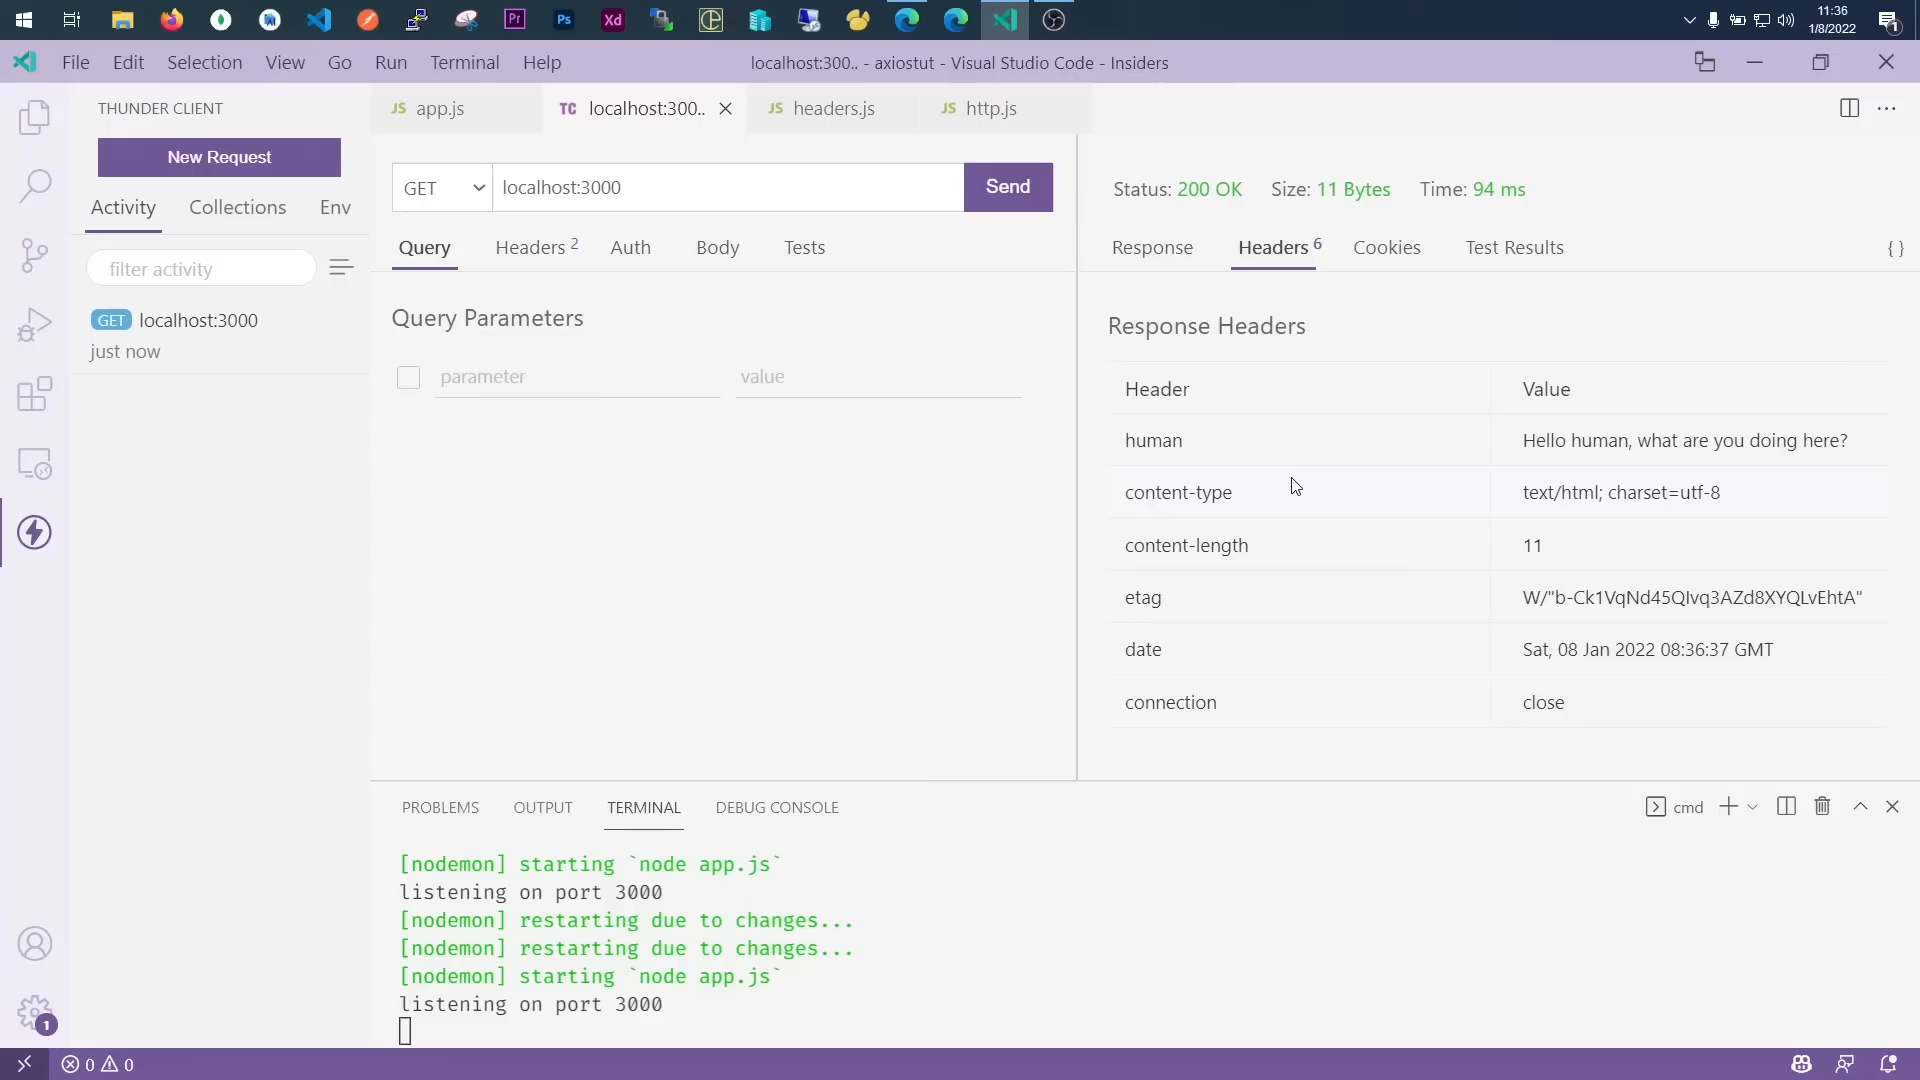 11:36
1/8/2022
1
File Edit Selection View Go Run Terminal Help
localhost:300.. - axiostut - Visual Studio Code - Insiders
THUNDER CLIENT
JS app.js
TC localhost:300..
JS headers.js
JS http.js
New Request
Activity Collections Env
filter activity
GET localhost:3000
just now
GET localhost:3000 Send
Query Headers 2 Auth Body Tests
Query Parameters
parameter value
Status: 200 OK Size: 11 Bytes Time: 94 ms
Response Headers 6 Cookies Test Results { }
Response Headers
Header Value
human Hello human, what are you doing here?
content-type text/html; charset=utf-8
content-length 11
etag W/"b-Ck1VqNd45QIvq3AZd8XYQLvEhtA"
date Sat, 08 Jan 2022 08:36:37 GMT
connection close
PROBLEMS OUTPUT TERMINAL DEBUG CONSOLE
cmd
[nodemon] starting `node app.js`
listening on port 3000
[nodemon] restarting due to changes...
[nodemon] restarting due to changes...
[nodemon] starting `node app.js`
listening on port 3000
1
0 0
Pr
Ps
Xd